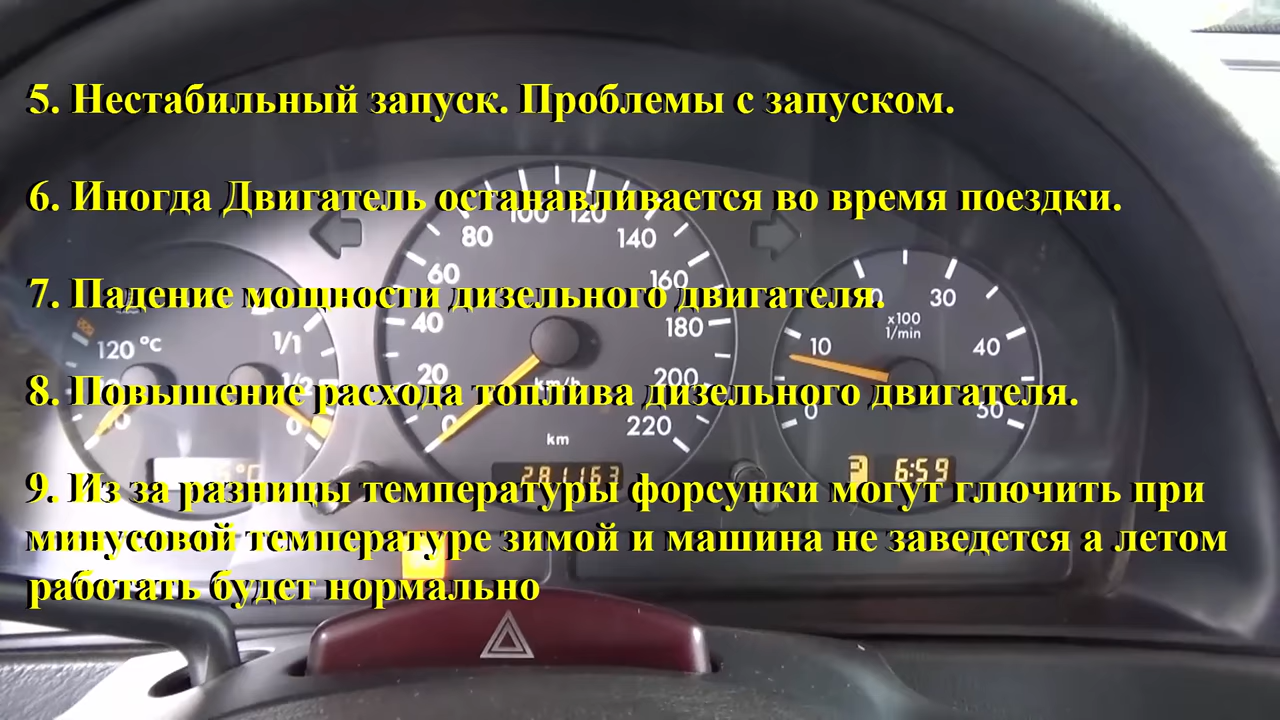 5. Нестабильный запуск. Проблемы с запуском.
6. Иногда Двигатель останавливается во время поездки.
100 120
80 140
60 160
7. Падение мощности дизельного двигателя.
30
40 180
x100
1/min
10 40
120 °C 1/1
1/2
20 200
km/h
8. Повышение расхода топлива дизельного двигателя.
0 50
0 220
0
km
°C 281163 P 6:59
9. Из за разницы температуры форсунки могут глючить при
минусовой температуре зимой и машина не заведется а летом
работать будет нормально